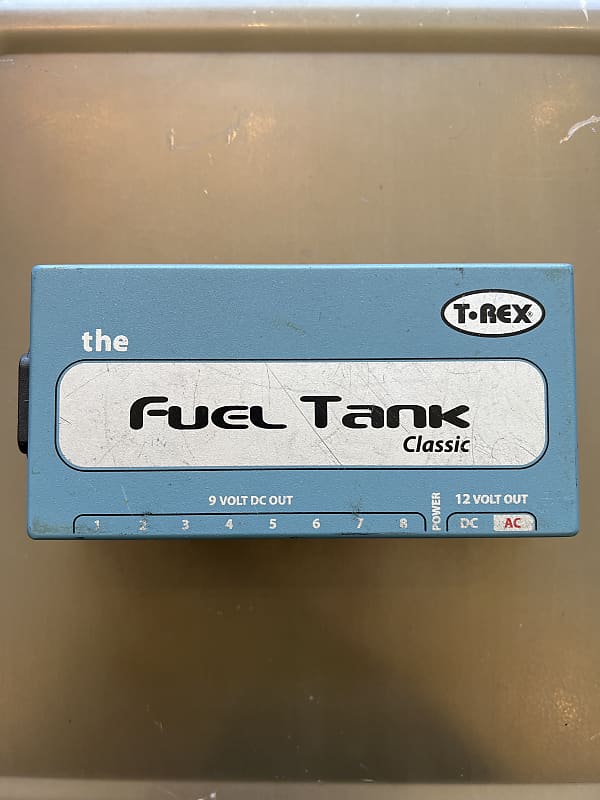 T·REX
the
Fuel Tank
Classic
9 VOLT DC OUT
1 2 3 4 5 6 7 8
POWER
12 VOLT OUT
DC AC